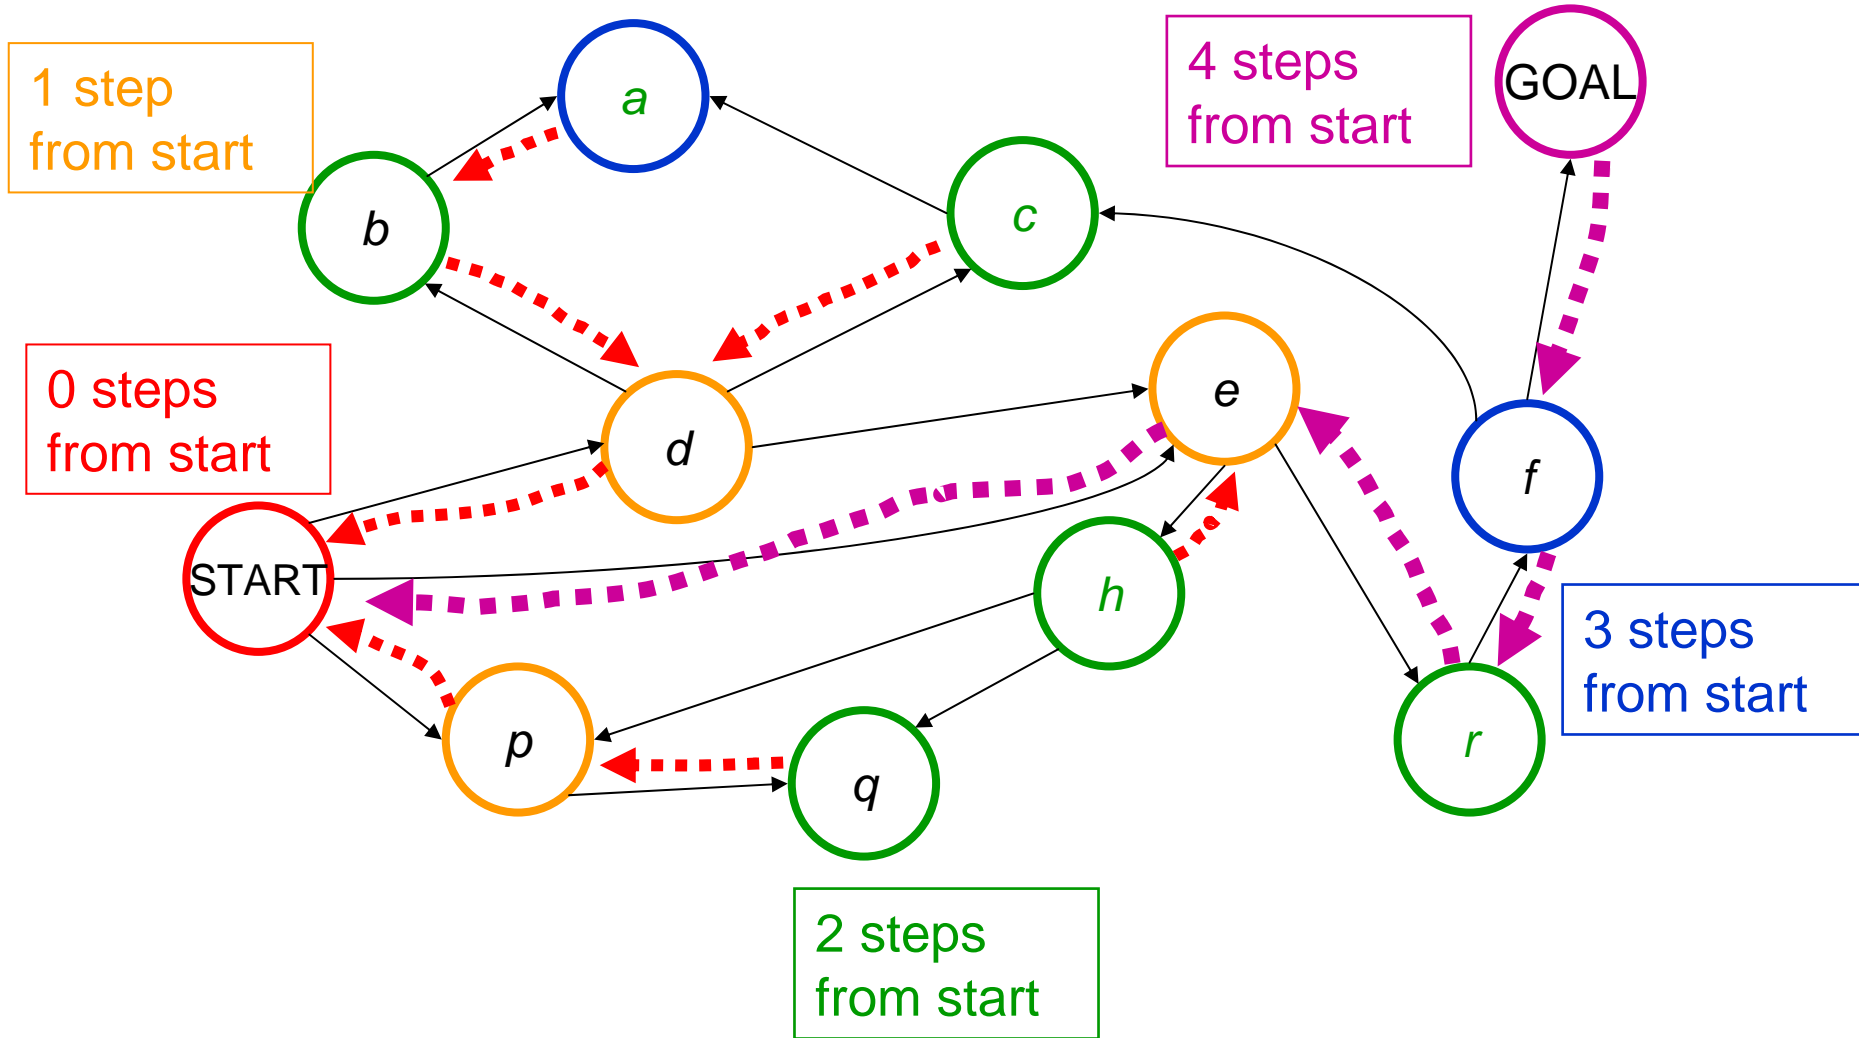 1 step
from start
a
4 steps
from start
GOAL
b
c
0 steps
from start
d
e
f
START
h
3 steps
from start
p
q
r
2 steps
from start